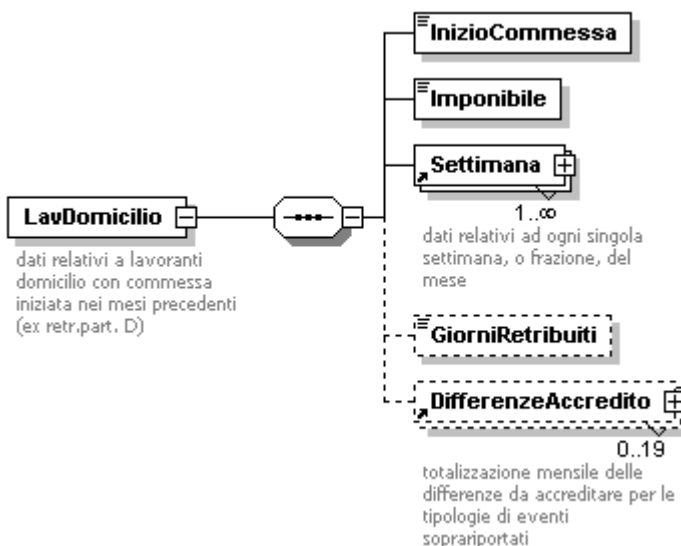 InizioCommessa
Imponibile
Settimana
1..∞
dati relativi ad ogni singola
settimana, o frazione, del
mese
LavDomicilio
dati relativi a lavoranti
domicilio con commessa
iniziata nei mesi precedenti
(ex retr.part. D)
GiorniRetribuiti
DifferenzeAccredito
0..19
totalizzazione mensile delle
differenze da accreditare per le
tipologie di eventi
soprariportati